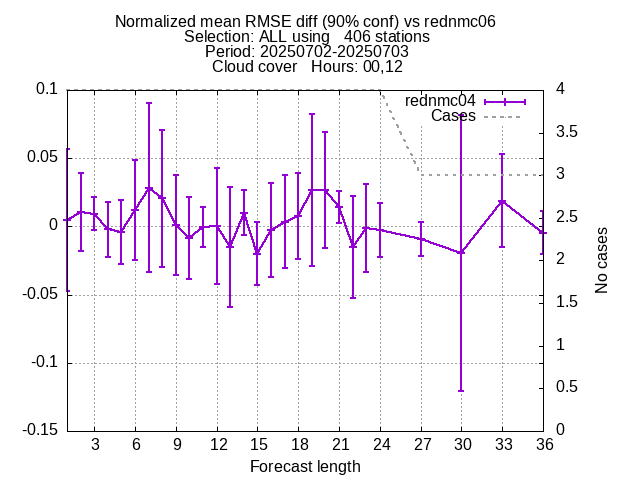 Normalized mean RMSE diff (90% conf) vs rednmc06
Selection: ALL using   406 stations
Period: 20250702-20250703
Cloud cover   Hours: 00,12
rednmc04
Cases
0.1
0.05
0
-0.05
-0.1
-0.15
4
3.5
3
2.5
2
1.5
1
0.5
0
No cases
3 6 9 12 15 18 21 24 27 30 33 36
Forecast length